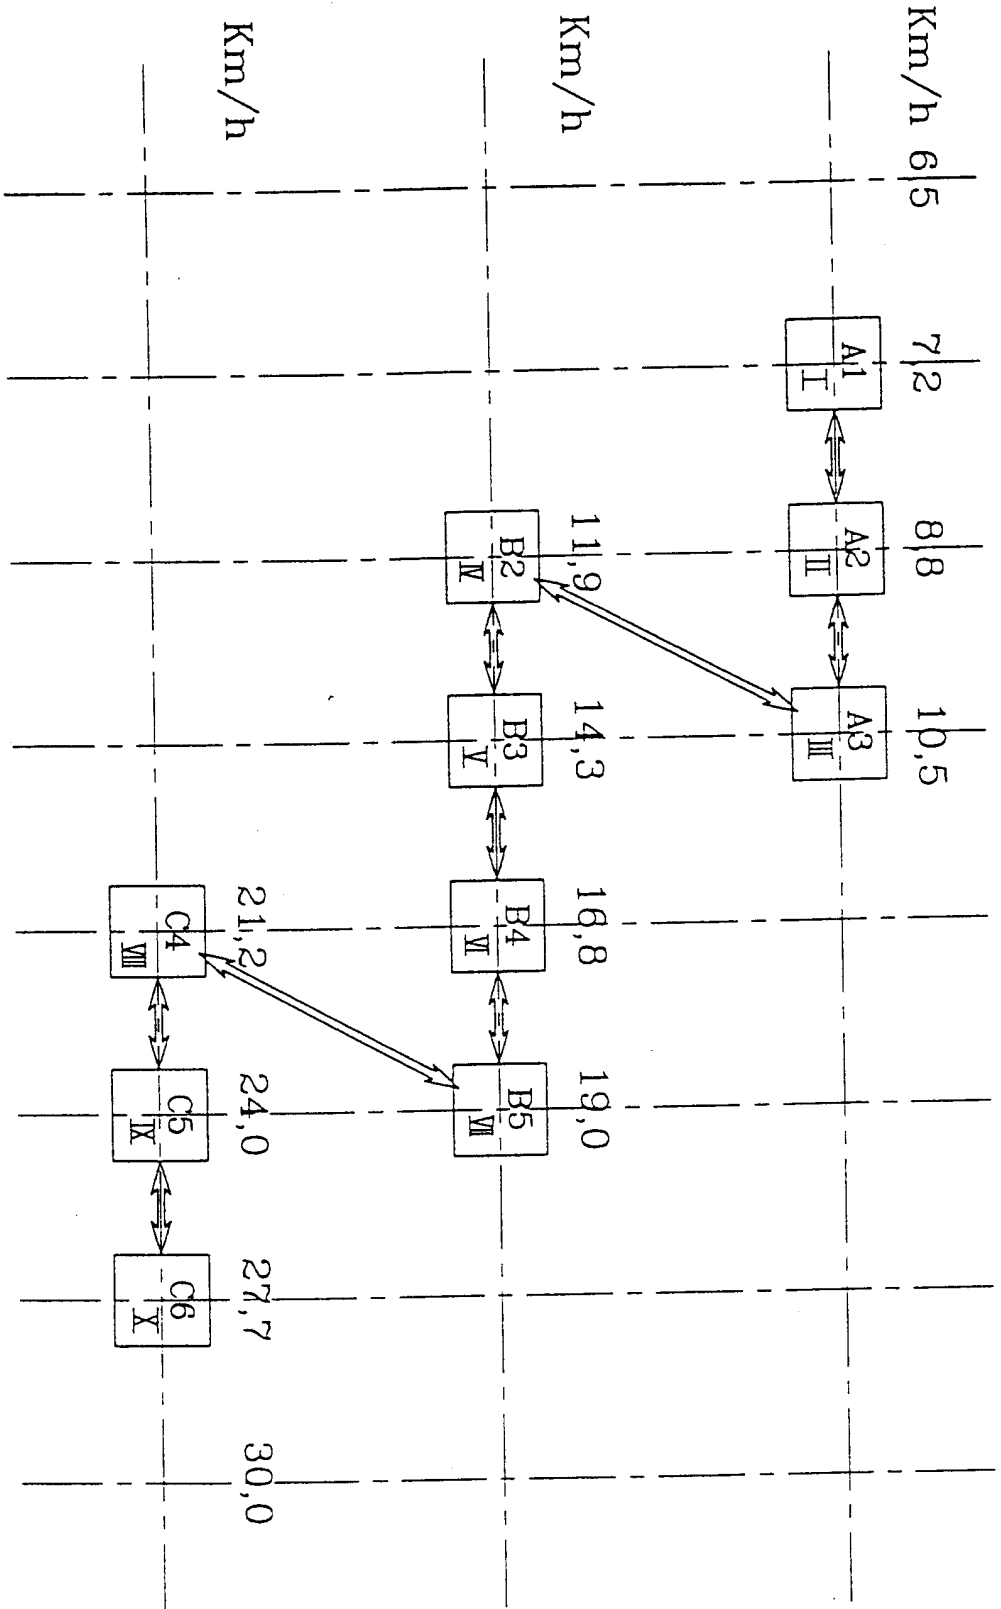 Km/h 6,5 7,2 8,8 10,5
A1 A2 A3
I II III
Km/h 11,9 14,3 16,8 19,0
B2 B3 B4 B5
IV V VI VII
Km/h 21,2 24,0 27,7 30,0
C4 C5 C6
VIII IX X